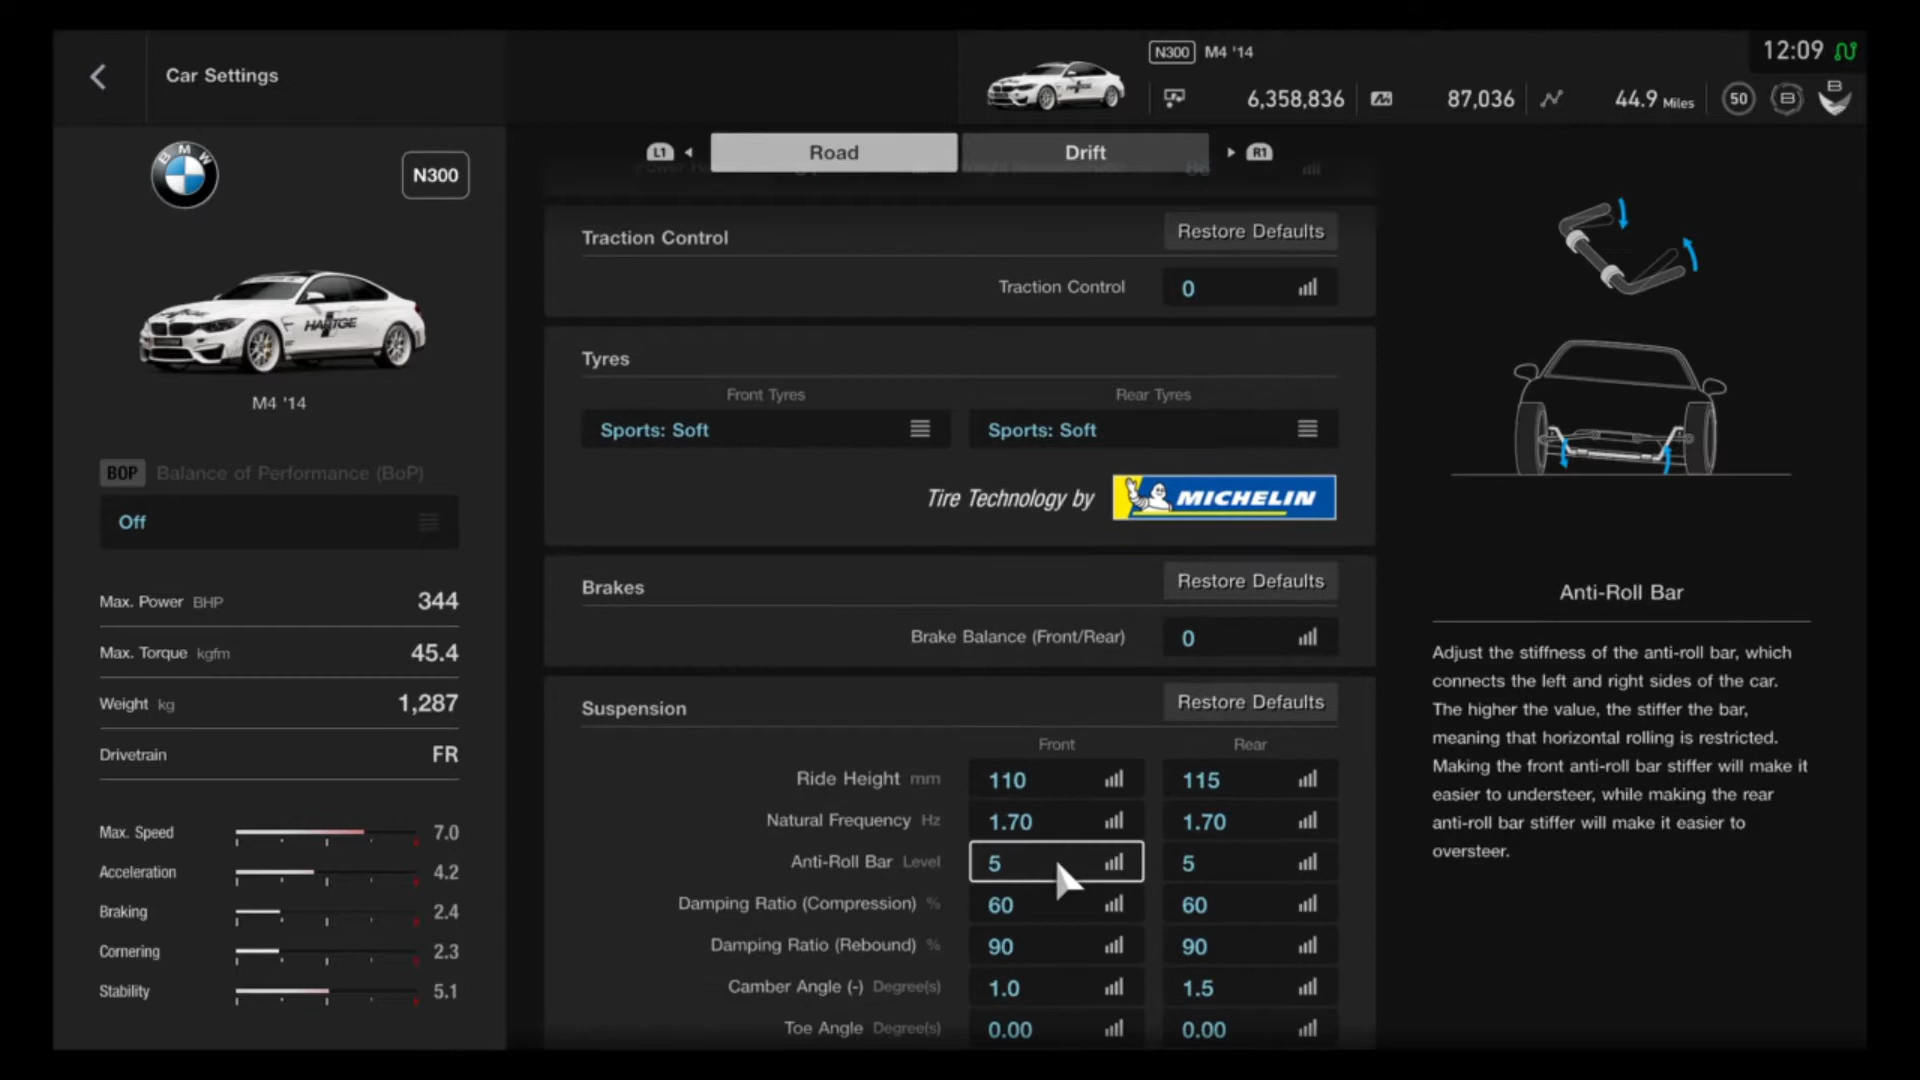 Car Settings
N300 M4 '14
12:09
6,358,836 87,036 44.9 Miles 50 B B
L1 Road Drift R1
BMW
N300
HARTGE
M4 '14
BOP Balance of Performance (BoP)
Off
Max. Power BHP 344
Max. Torque kgfm 45.4
Weight kg 1,287
Drivetrain FR
Max. Speed 7.0
Acceleration 4.2
Braking 2.4
Cornering 2.3
Stability 5.1
Traction Control Restore Defaults
Traction Control 0
Tyres
Front Tyres Rear Tyres
Sports: Soft Sports: Soft
Tire Technology by MICHELIN
Brakes Restore Defaults
Brake Balance (Front/Rear) 0
Suspension Restore Defaults
Front Rear
Ride Height mm 110 115
Natural Frequency Hz 1.70 1.70
Anti-Roll Bar Level 5 5
Damping Ratio (Compression) % 60 60
Damping Ratio (Rebound) % 90 90
Camber Angle (-) Degree(s) 1.0 1.5
Toe Angle Degree(s) 0.00 0.00
Anti-Roll Bar
Adjust the stiffness of the anti-roll bar, which
connects the left and right sides of the car.
The higher the value, the stiffer the bar,
meaning that horizontal rolling is restricted.
Making the front anti-roll bar stiffer will make it
easier to understeer, while making the rear
anti-roll bar stiffer will make it easier to
oversteer.